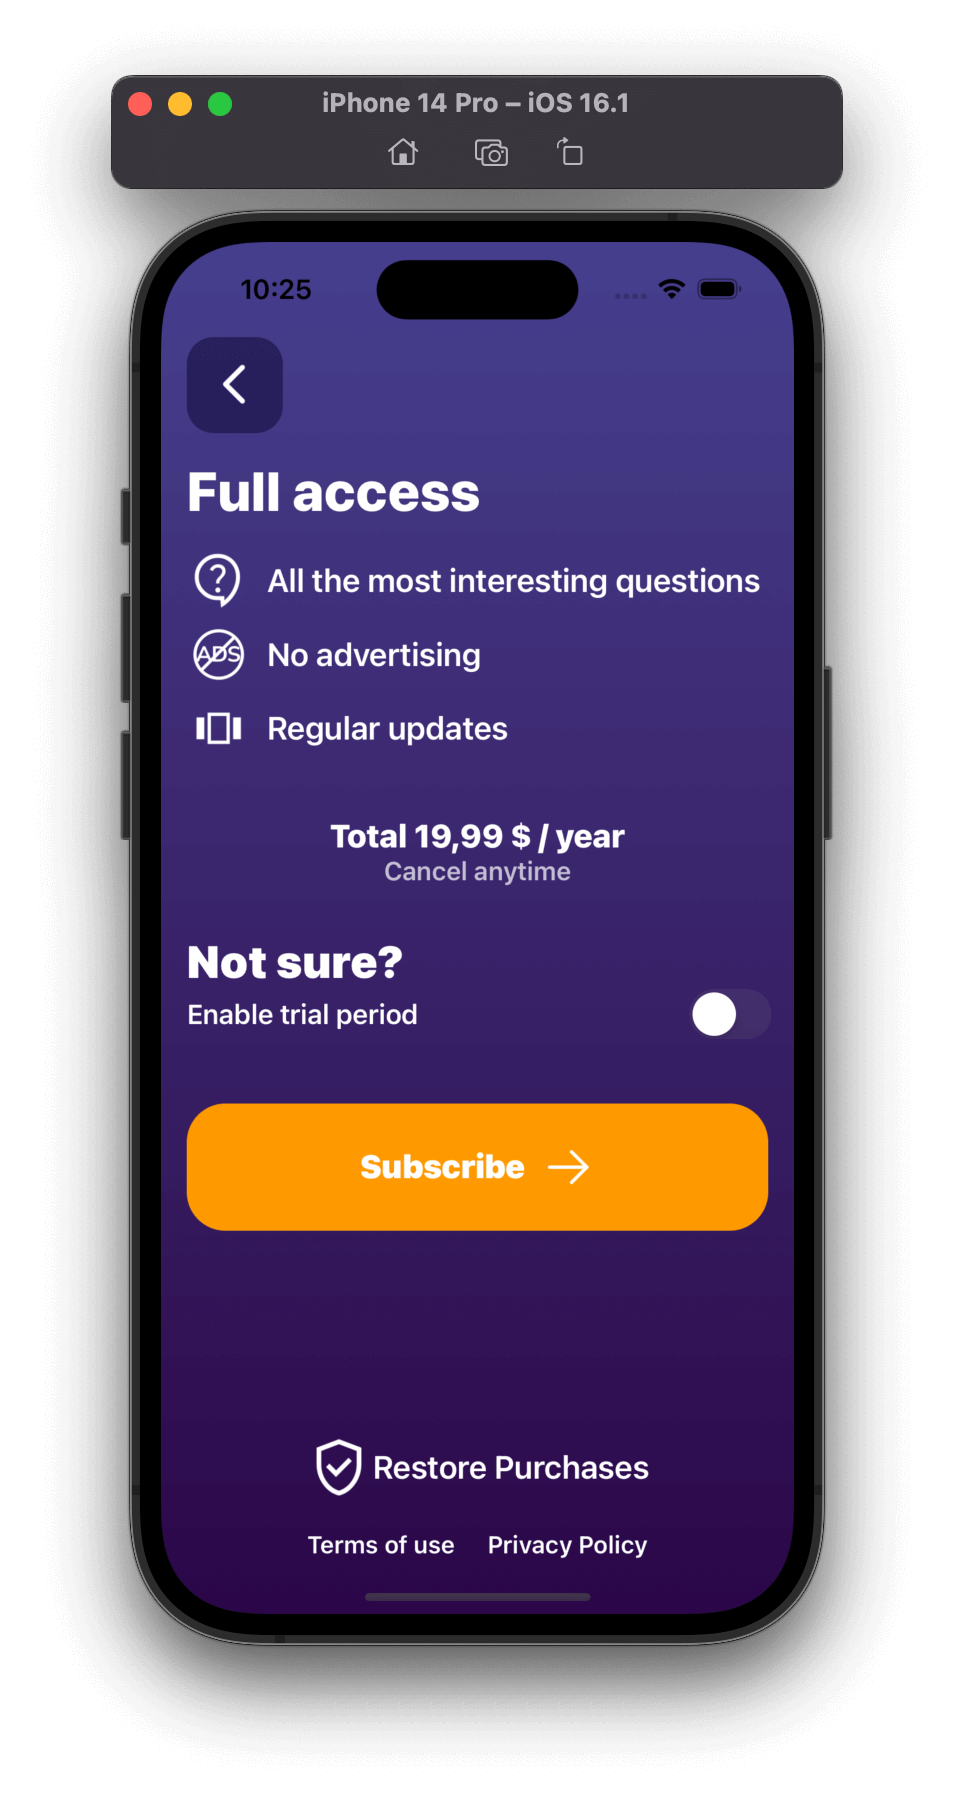 iPhone 14 Pro – iOS 16.1
10:25
Full access
All the most interesting questions
ADS
No advertising
Regular updates
Total 19,99 $ / year
Cancel anytime
Not sure?
Enable trial period
Subscribe
Restore Purchases
Terms of use Privacy Policy